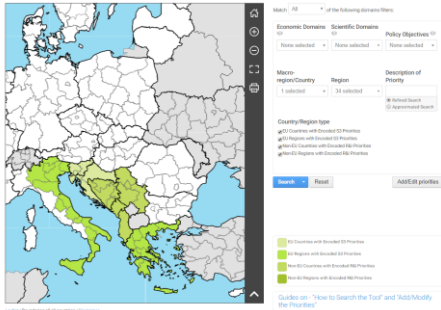 Match All of the following domains filters:
Economic Domains Scientific Domains Policy Objectives
None selected None selected None selected
Macro-region/Country Region Description of Priority
1 selected 34 selected
Refined Search
Approximated Search
Country/Region type
EU Countries with Encoded S3 Priorities
EU Regions with Encoded S3 Priorities
Non-EU Countries with Encoded R&I Priorities
Non-EU Regions with Encoded R&I Priorities
Search Reset Add/Edit priorities
EU Countries with Encoded S3 Priorities
EU Regions with Encoded S3 Priorities
Non-EU Countries with Encoded R&I Priorities
Non-EU Regions with Encoded R&I Priorities
Guides on - "How to Search the Tool" and "Add/Modify
the Priorities"